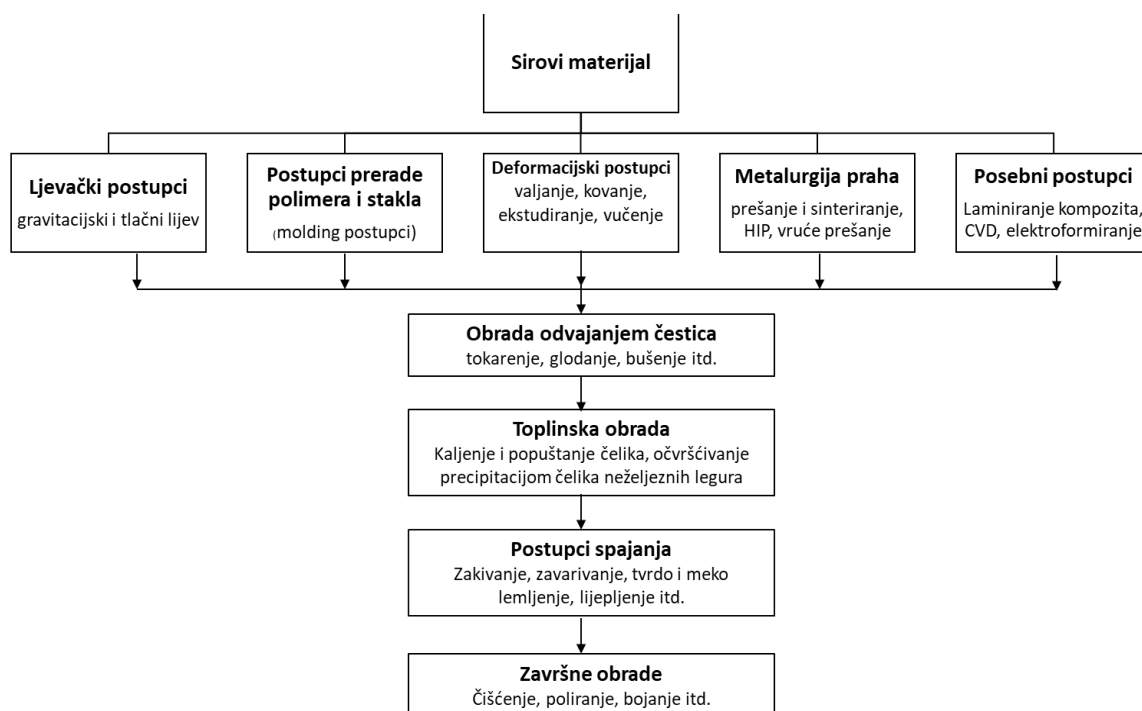 Sirovi materijal
Ljevački postupci
gravitacijski i tlačni lijev
Postupci prerade
polimera i stakla
(molding postupci)
Deformacijski postupci
valjanje, kovanje,
ekstudiranje, vučenje
Metalurgija praha
prešanje i sinteriranje,
HIP, vruće prešanje
Posebni postupci
Laminiranje kompozita,
CVD, elektroformiranje
Obrada odvajanjem čestica
tokarenje, glodanje, bušenje itd.
Toplinska obrada
Kaljenje i popuštanje čelika, očvršćivanje
precipitacijom čelika neželjeznih legura
Postupci spajanja
Zakivanje, zavarivanje, tvrdo i meko
lemljenje, lijepljenje itd.
Završne obrade
Čišćenje, poliranje, bojanje itd.